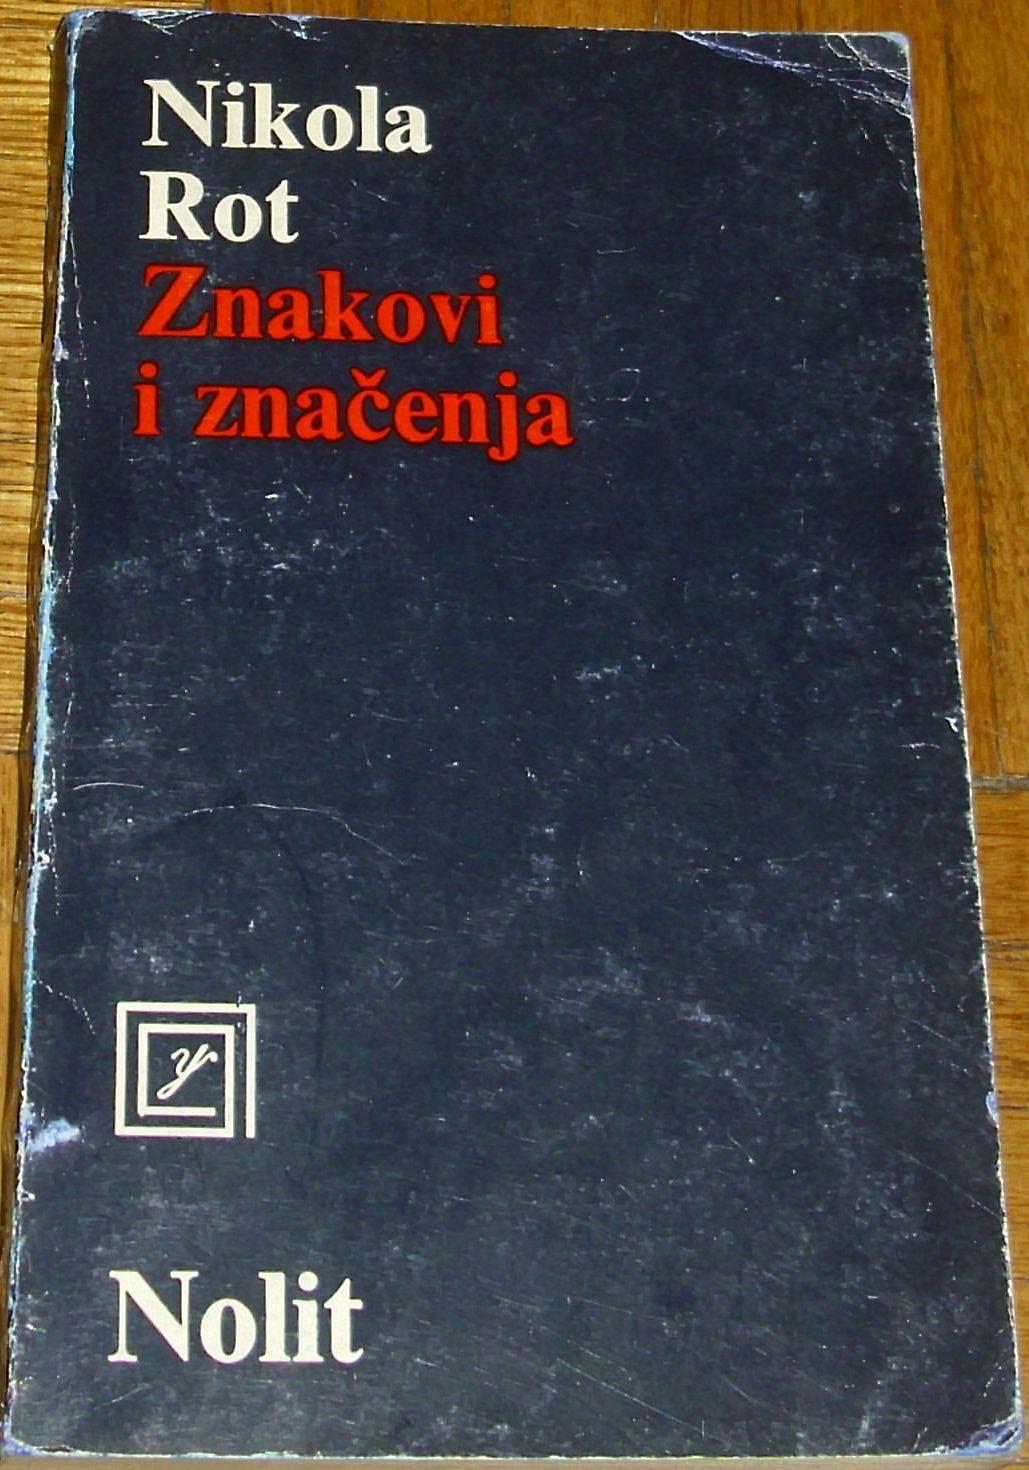 Nikola
Rot
Znakovi
i značenja
y
Nolit